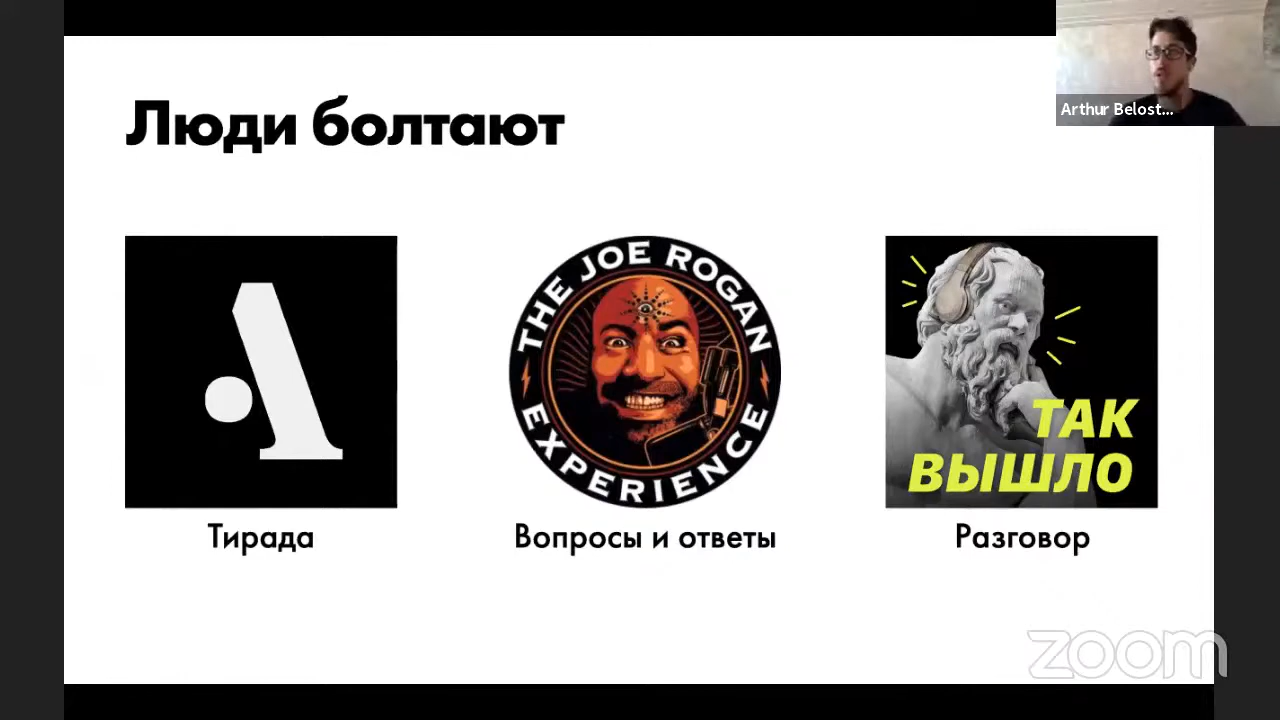 Arthur Belost...
Люди болтают
THE JOE ROGAN
EXPERIENCE
ТАК
ВЫШЛО
Тирада
Вопросы и ответы
Разговор
zoom